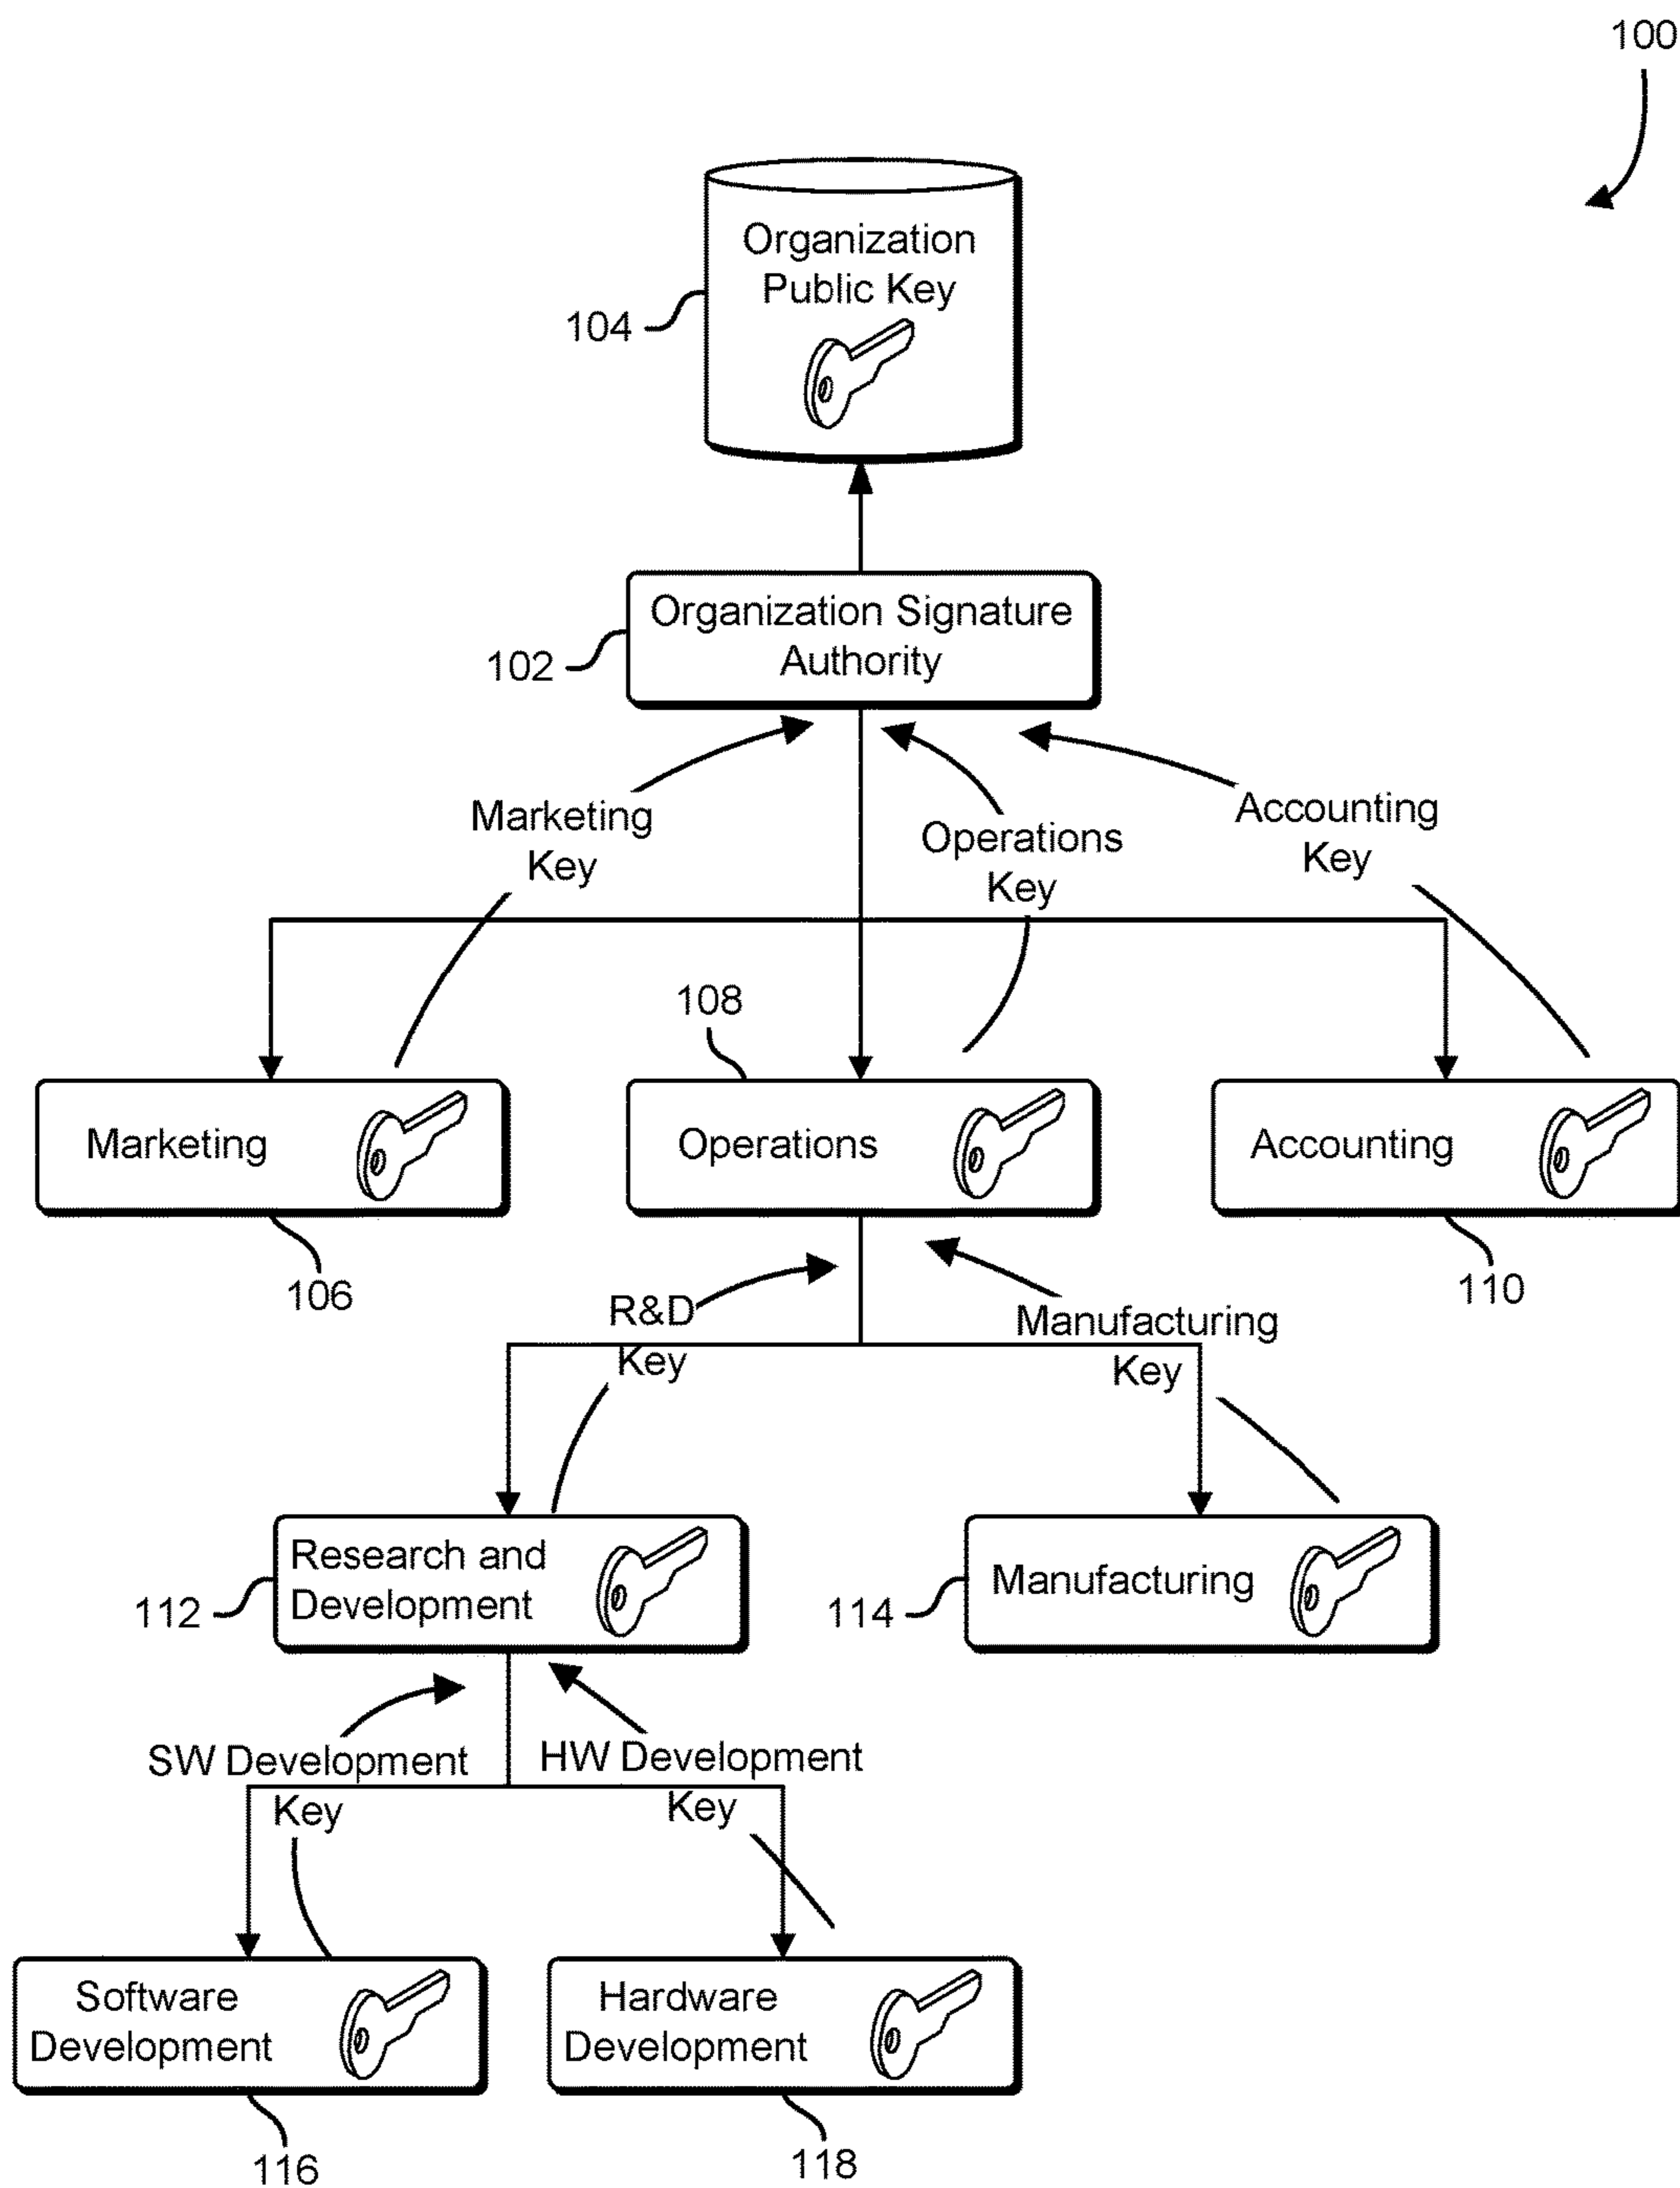 100
Organization
Public Key
104
Organization Signature
Authority
102
Marketing
Key
Operations
Key
Accounting
Key
108
Marketing
Operations
Accounting
106
110
R&D
Key
Manufacturing
Key
Research and
Development
112
Manufacturing
114
SW Development
Key
HW Development
Key
Software
Development
Hardware
Development
116
118